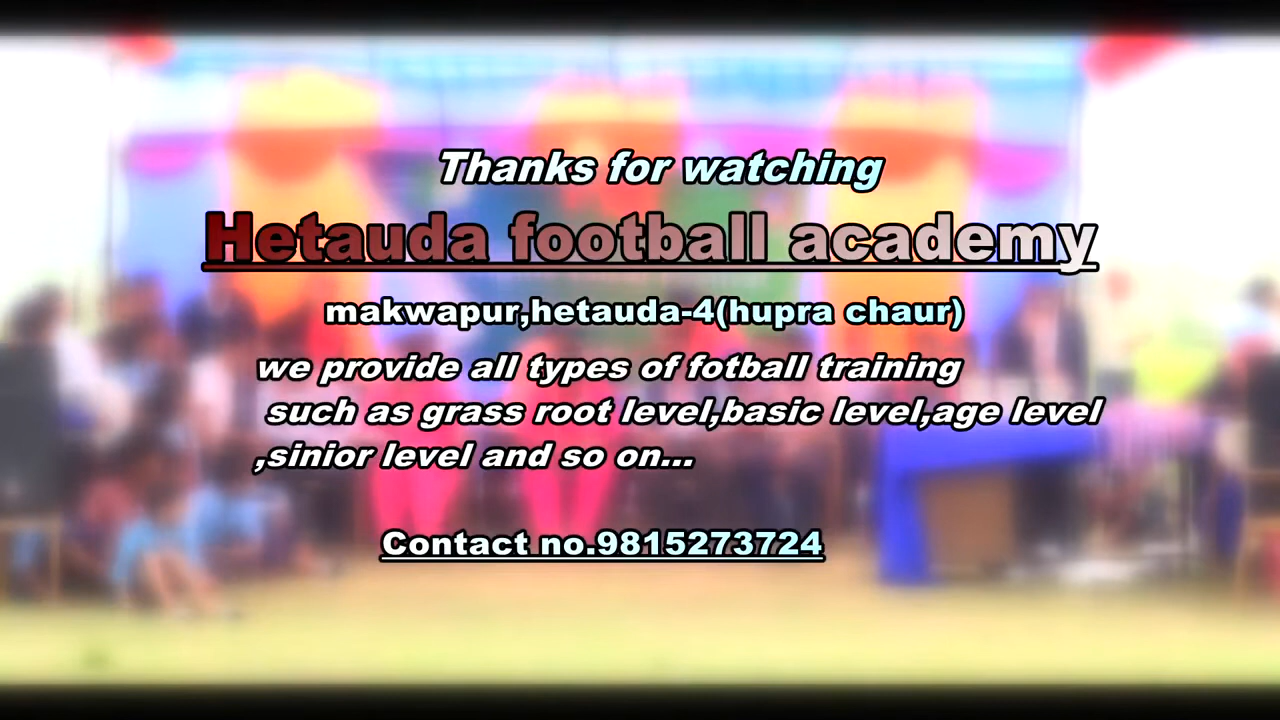 Thanks for watching
Hetauda football academy
makwapur,hetauda-4(hupra chaur)
we provide all types of fotball training
such as grass root level,basic level,age level
,sinior level and so on...
Contact no.9815273724